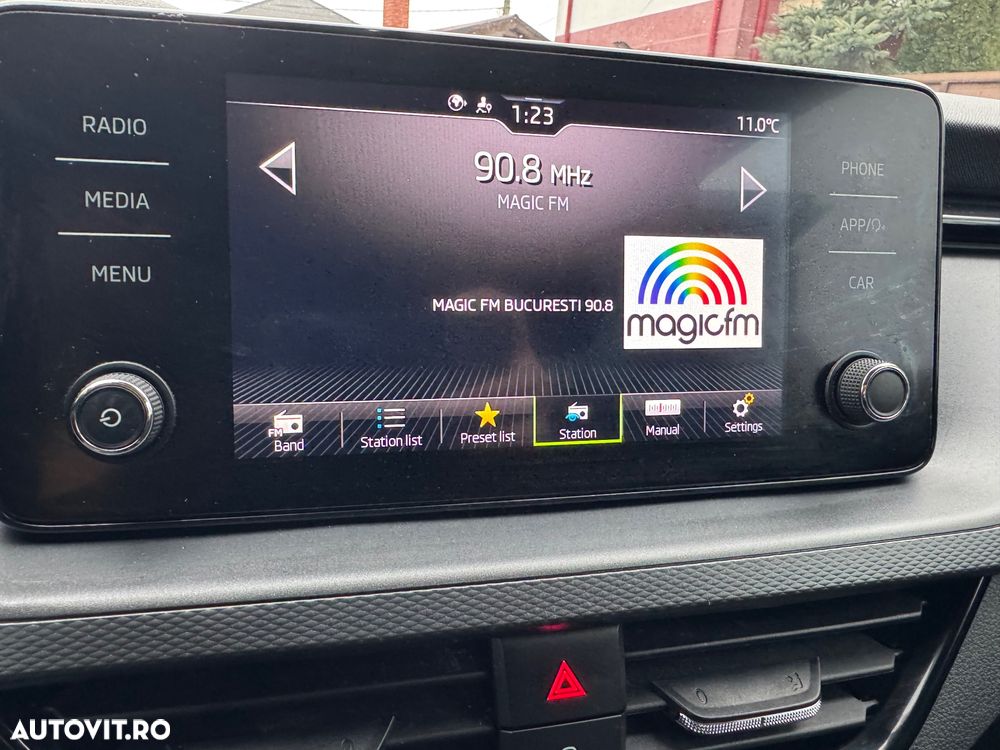 1:23
11.0°C
RADIO
MEDIA
MENU
90.8 MHz
MAGIC FM
MAGIC FM BUCURESTI 90.8
magicfm
PHONE
APP/
CAR
FM
Band
Station list
Preset list
Station
Manual
Settings
0
AUTOVIT.RO